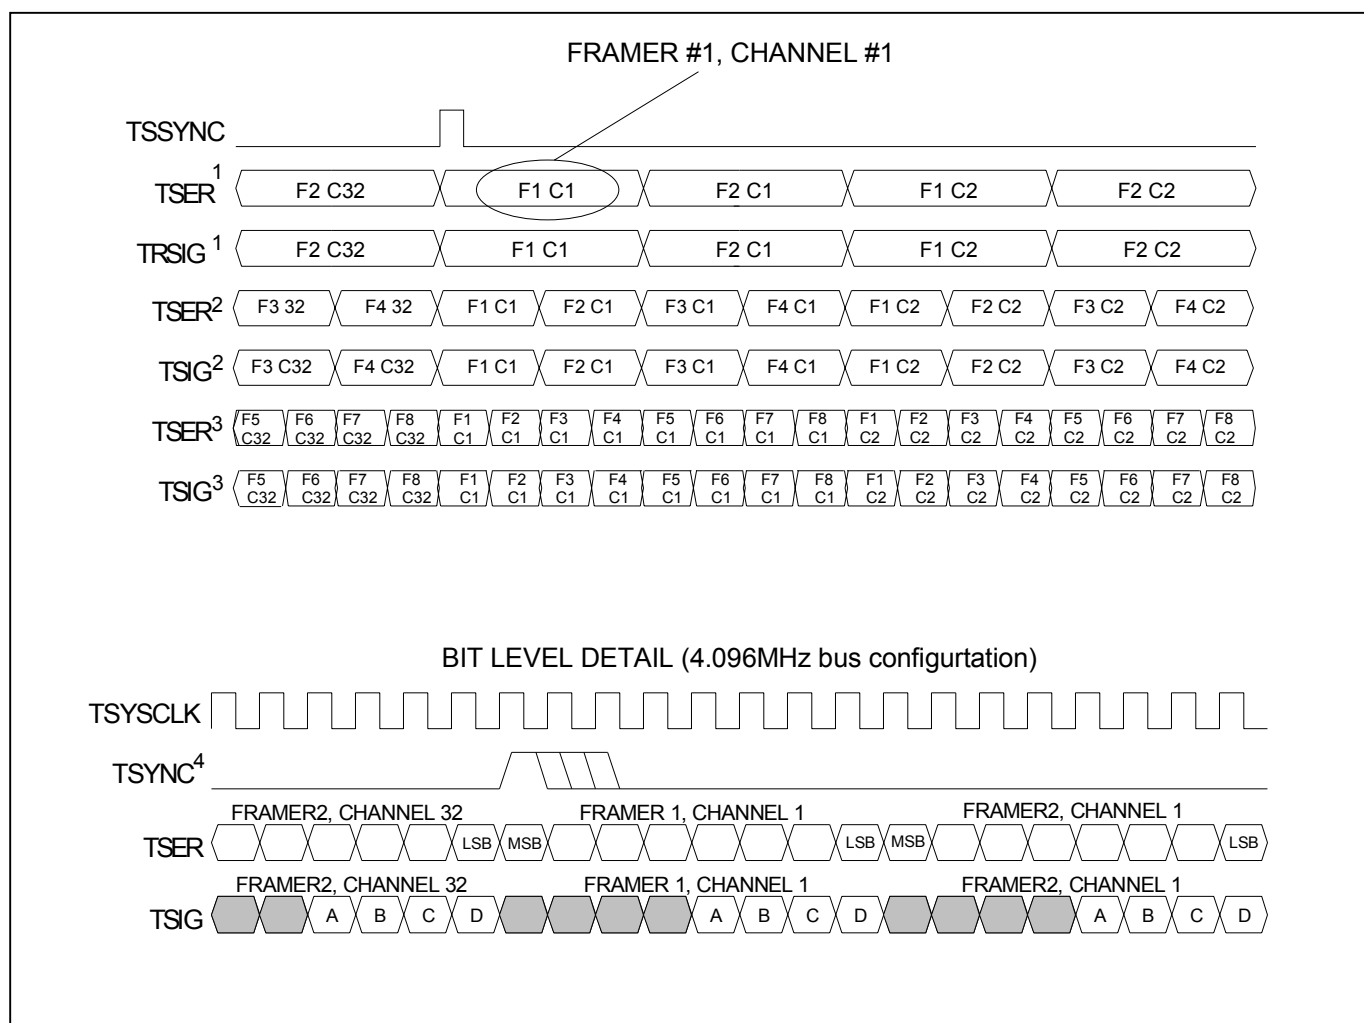 FRAMER #1, CHANNEL #1
TSSYNC
TSER1 F2 C32 F1 C1 F2 C1 F1 C2 F2 C2
TRSIG 1 F2 C32 F1 C1 F2 C1 F1 C2 F2 C2
TSER2 F3 32 F4 32 F1 C1 F2 C1 F3 C1 F4 C1 F1 C2 F2 C2 F3 C2 F4 C2
TSIG2 F3 C32 F4 C32 F1 C1 F2 C1 F3 C1 F4 C1 F1 C2 F2 C2 F3 C2 F4 C2
TSER3 F5 C32 F6 C32 F7 C32 F8 C32 F1 C1 F2 C1 F3 C1 F4 C1 F5 C1 F6 C1 F7 C1 F8 C1 F1 C2 F2 C2 F3 C2 F4 C2 F5 C2 F6 C2 F7 C2 F8 C2
TSIG3 F5 C32 F6 C32 F7 C32 F8 C32 F1 C1 F2 C1 F3 C1 F4 C1 F5 C1 F6 C1 F7 C1 F8 C1 F1 C2 F2 C2 F3 C2 F4 C2 F5 C2 F6 C2 F7 C2 F8 C2
BIT LEVEL DETAIL (4.096MHz bus configurtation)
TSYSCLK
TSYNC4
FRAMER2, CHANNEL 32 FRAMER 1, CHANNEL 1 FRAMER2, CHANNEL 1
TSER LSB MSB LSB MSB LSB
FRAMER2, CHANNEL 32 FRAMER 1, CHANNEL 1 FRAMER2, CHANNEL 1
TSIG A B C D A B C D A B C D